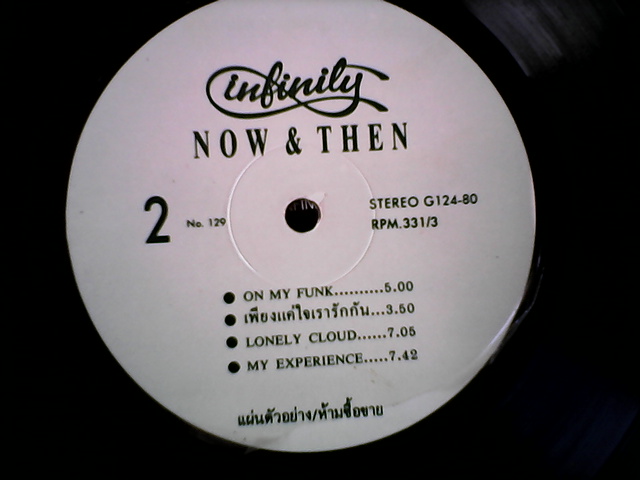 infinity
NOW & THEN
2
No. 129
STEREO G124-80
RPM.331/3
ON MY FUNK..........5.00
เพียงแค่ใจเรารักกัน...3.50
LONELY CLOUD......7.05
MY EXPERIENCE.....7.42
แผ่นตัวอย่าง/ห้ามซื้อขาย